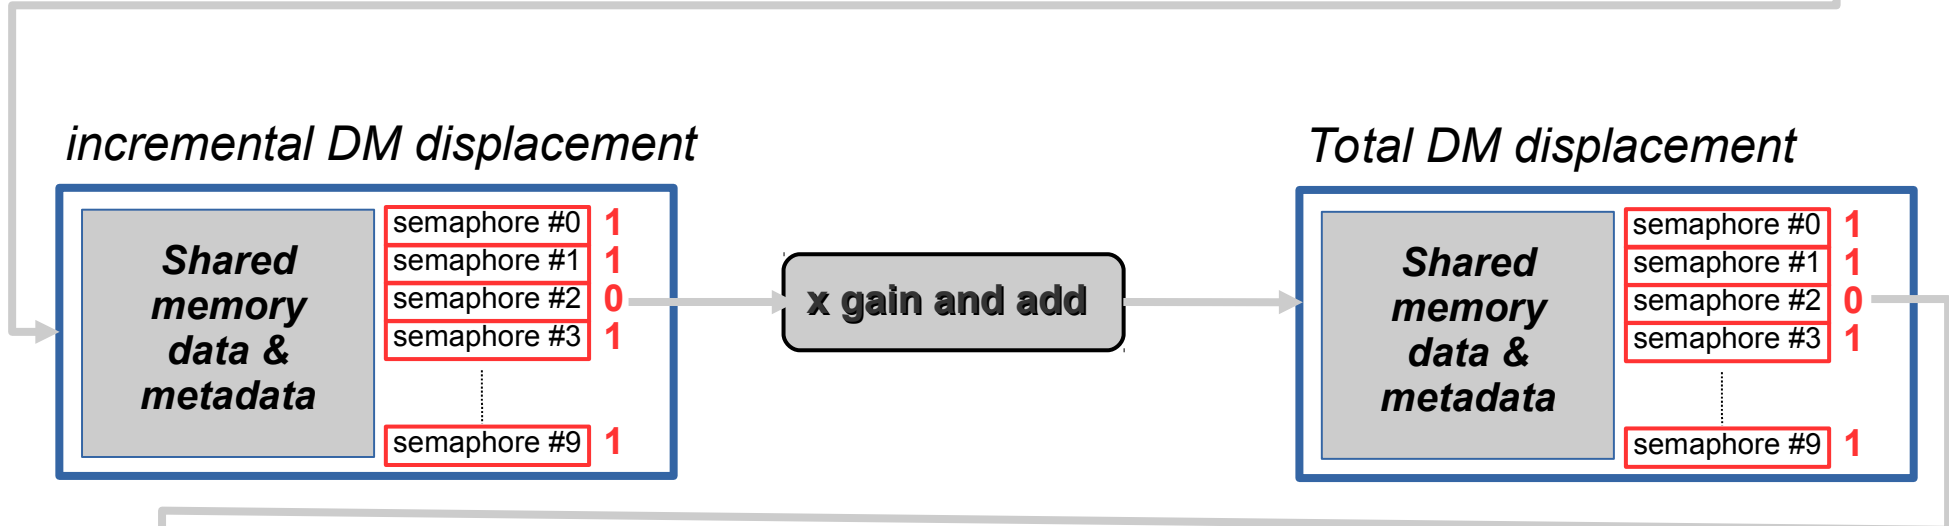 incremental DM displacement
Shared
memory
data &
metadata
semaphore #0 1
semaphore #1 1
semaphore #2 0
semaphore #3 1
semaphore #9 1
x gain and add
Total DM displacement
Shared
memory
data &
metadata
semaphore #0 1
semaphore #1 1
semaphore #2 0
semaphore #3 1
semaphore #9 1